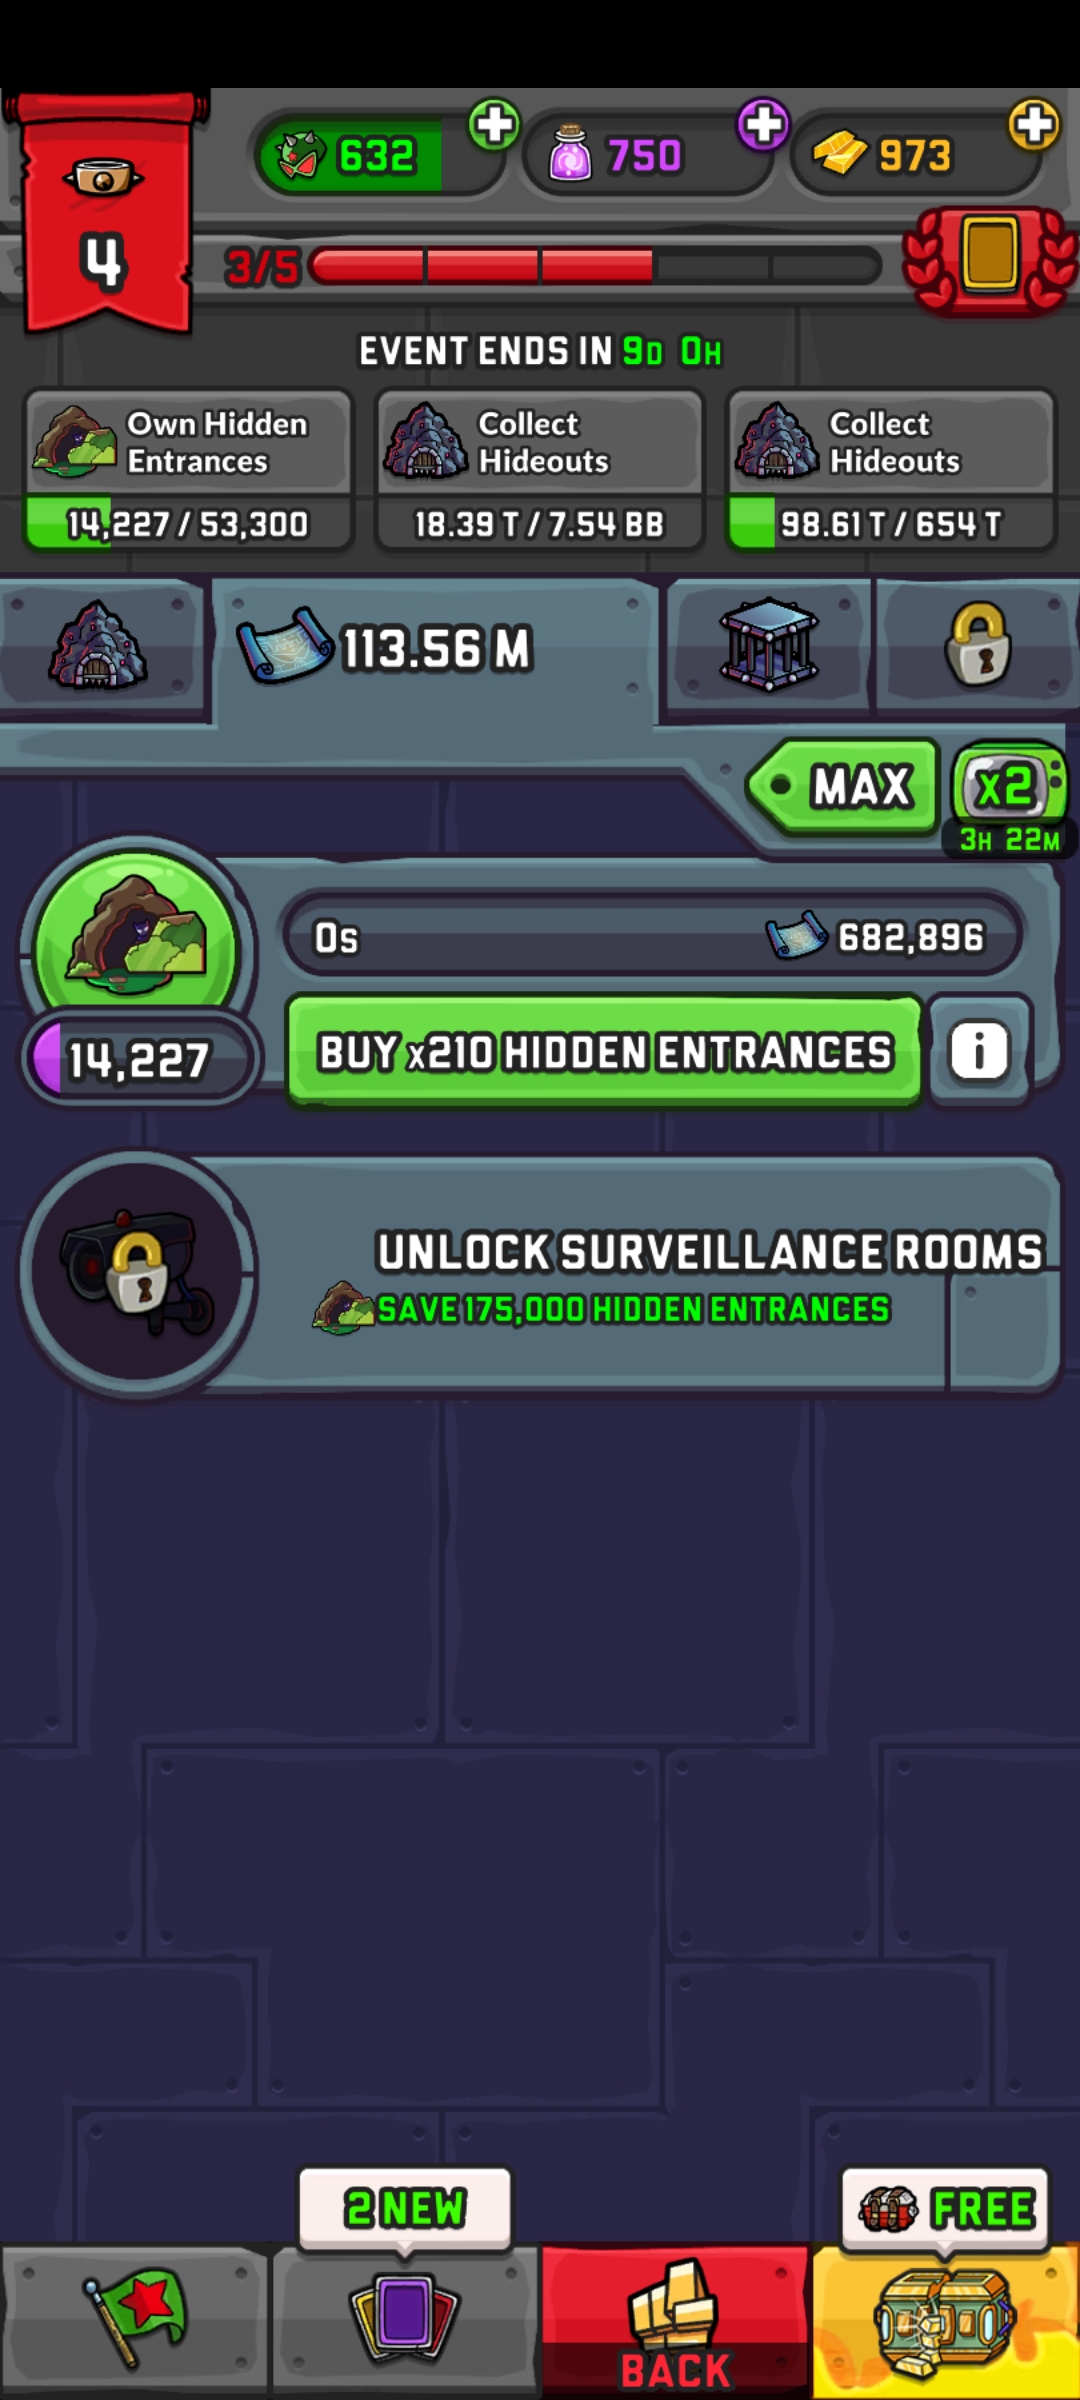 632
750
973
4
3/5
EVENT ENDS IN 9D 0H
Own Hidden
Entrances
14,227 / 53,300
Collect
Hideouts
18.39 T / 7.54 BB
Collect
Hideouts
98.61 T / 654 T
113.56 M
MAX
x2
3H 22M
0s
682,896
14,227
BUY x210 HIDDEN ENTRANCES
i
UNLOCK SURVEILLANCE ROOMS
SAVE 175,000 HIDDEN ENTRANCES
2 NEW
FREE
BACK